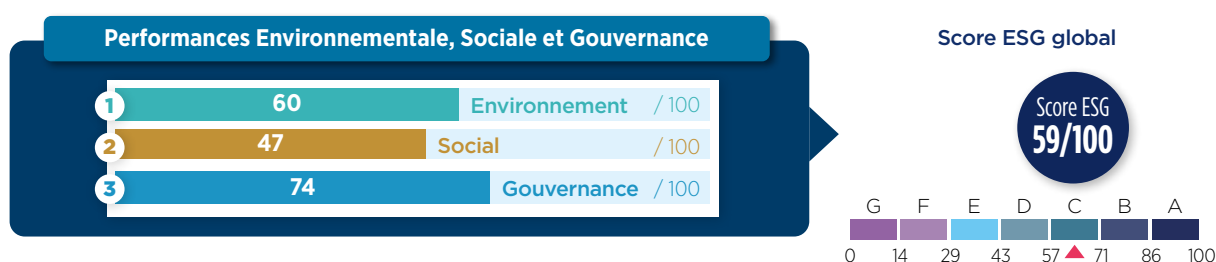 Performances Environnementale, Sociale et Gouvernance
1 60 Environnement / 100
2 47 Social / 100
3 74 Gouvernance / 100
Score ESG global
Score ESG
59/100
G F E D C B A
0 14 29 43 57 71 86 100